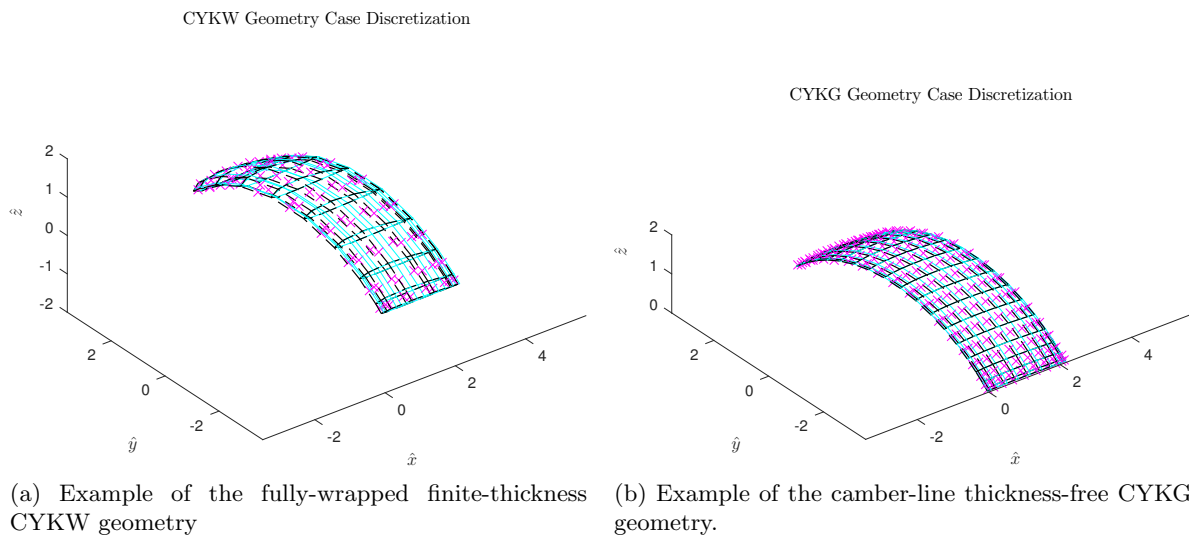 CYKW Geometry Case Discretization
2
1
0
-1
-2
ẑ
2
0
-2
ŷ
-2
0
2
4
x̂
(a) Example of the fully-wrapped finite-thickness
CYKW geometry
CYKG Geometry Case Discretization
2
1
0
ẑ
2
0
-2
ŷ
-2
0
2
4
x̂
(b) Example of the camber-line thickness-free CYKG
geometry.